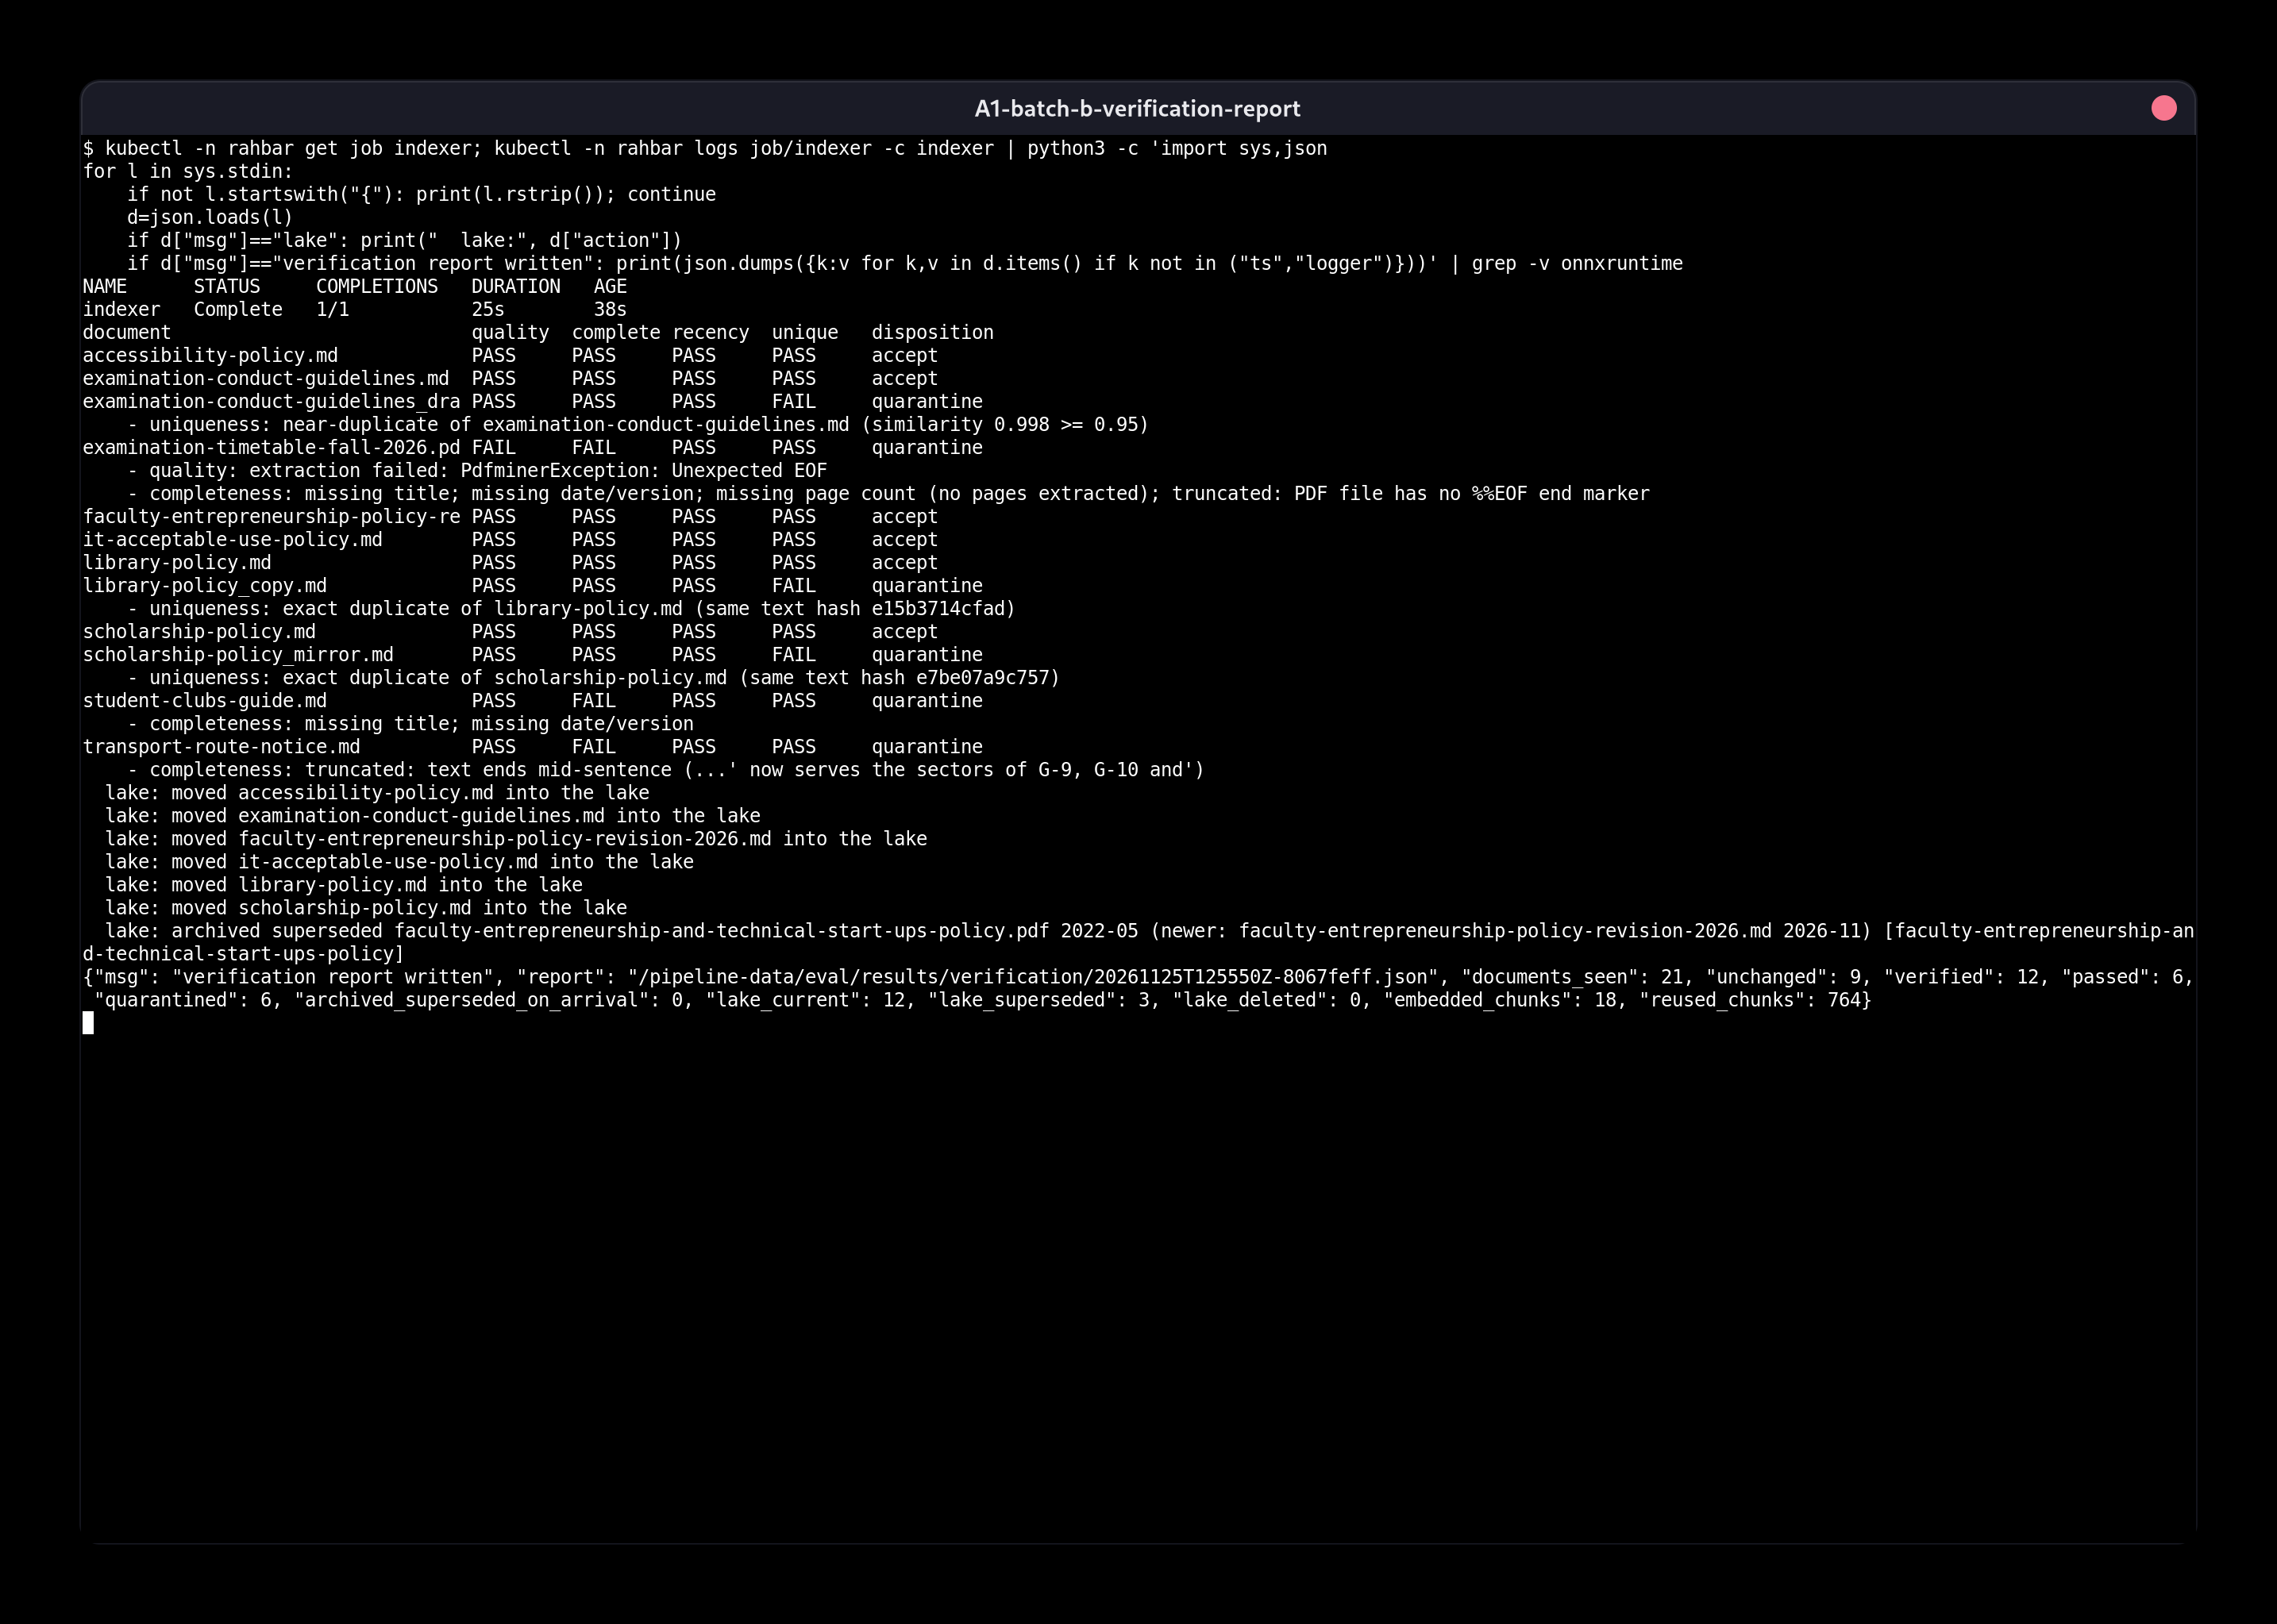 A1-batch-b-verification-report
$ kubectl -n rahbar get job indexer; kubectl -n rahbar logs job/indexer -c indexer | python3 -c 'import sys,json
for l in sys.stdin:
    if not l.startswith("{"): print(l.rstrip()); continue
    d=json.loads(l)
    if d["msg"]=="lake": print("  lake:", d["action"])
    if d["msg"]=="verification report written": print(json.dumps({k:v for k,v in d.items() if k not in ("ts","logger")}))' | grep -v onnxruntime
NAME      STATUS     COMPLETIONS   DURATION   AGE
indexer   Complete   1/1           25s        38s
document                           quality  complete recency  unique   disposition
accessibility-policy.md            PASS     PASS     PASS     PASS     accept
examination-conduct-guidelines.md  PASS     PASS     PASS     PASS     accept
examination-conduct-guidelines_dra PASS     PASS     PASS     FAIL     quarantine
    - uniqueness: near-duplicate of examination-conduct-guidelines.md (similarity 0.998 >= 0.95)
examination-timetable-fall-2026.pd FAIL     FAIL     PASS     PASS     quarantine
    - quality: extraction failed: PdfminerException: Unexpected EOF
    - completeness: missing title; missing date/version; missing page count (no pages extracted); truncated: PDF file has no %%EOF end marker
faculty-entrepreneurship-policy-re PASS     PASS     PASS     PASS     accept
it-acceptable-use-policy.md        PASS     PASS     PASS     PASS     accept
library-policy.md                  PASS     PASS     PASS     PASS     accept
library-policy_copy.md             PASS     PASS     PASS     FAIL     quarantine
    - uniqueness: exact duplicate of library-policy.md (same text hash e15b3714cfad)
scholarship-policy.md              PASS     PASS     PASS     PASS     accept
scholarship-policy_mirror.md       PASS     PASS     PASS     FAIL     quarantine
    - uniqueness: exact duplicate of scholarship-policy.md (same text hash e7be07a9c757)
student-clubs-guide.md             PASS     FAIL     PASS     PASS     quarantine
    - completeness: missing title; missing date/version
transport-route-notice.md          PASS     FAIL     PASS     PASS     quarantine
    - completeness: truncated: text ends mid-sentence (...' now serves the sectors of G-9, G-10 and')
  lake: moved accessibility-policy.md into the lake
  lake: moved examination-conduct-guidelines.md into the lake
  lake: moved faculty-entrepreneurship-policy-revision-2026.md into the lake
  lake: moved it-acceptable-use-policy.md into the lake
  lake: moved library-policy.md into the lake
  lake: moved scholarship-policy.md into the lake
  lake: archived superseded faculty-entrepreneurship-and-technical-start-ups-policy.pdf 2022-05 (newer: faculty-entrepreneurship-policy-revision-2026.md 2026-11) [faculty-entrepreneurship-an
d-technical-start-ups-policy]
{"msg": "verification report written", "report": "/pipeline-data/eval/results/verification/20261125T125550Z-8067feff.json", "documents_seen": 21, "unchanged": 9, "verified": 12, "passed": 6,
 "quarantined": 6, "archived_superseded_on_arrival": 0, "lake_current": 12, "lake_superseded": 3, "lake_deleted": 0, "embedded_chunks": 18, "reused_chunks": 764}